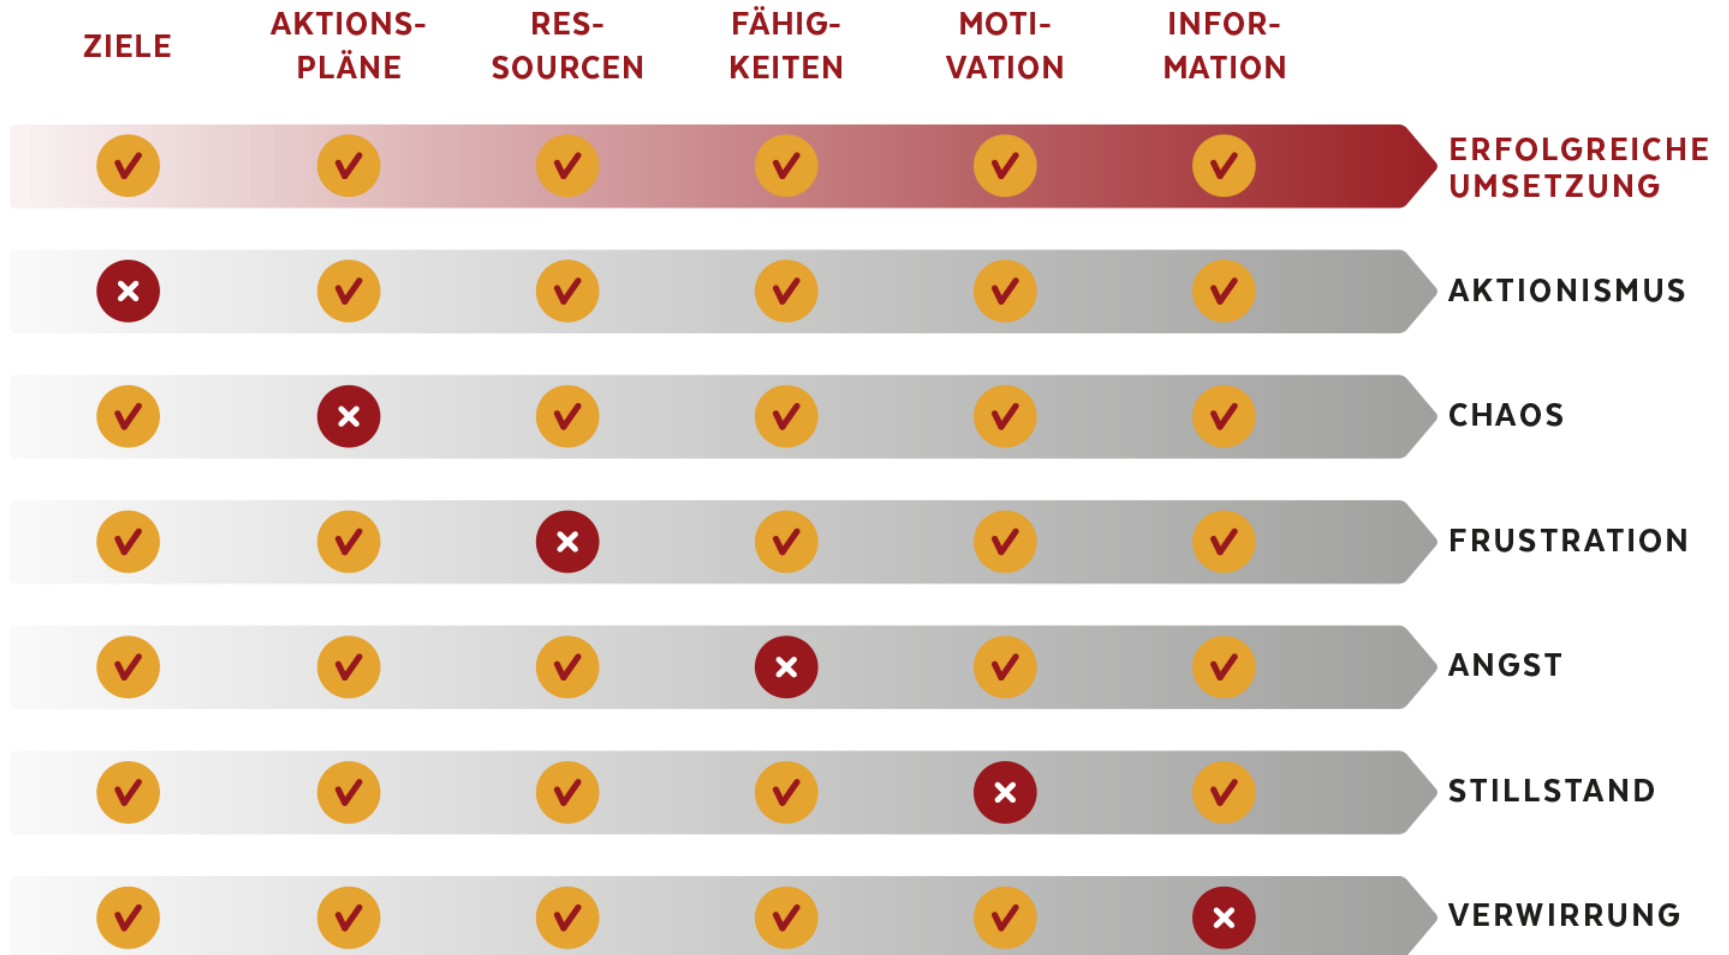 ZIELE
AKTIONS-
PLÄNE
RES-
SOURCEN
FÄHIG-
KEITEN
MOTI-
VATION
INFOR-
MATION
ERFOLGREICHE
UMSETZUNG
AKTIONISMUS
CHAOS
FRUSTRATION
ANGST
STILLSTAND
VERWIRRUNG